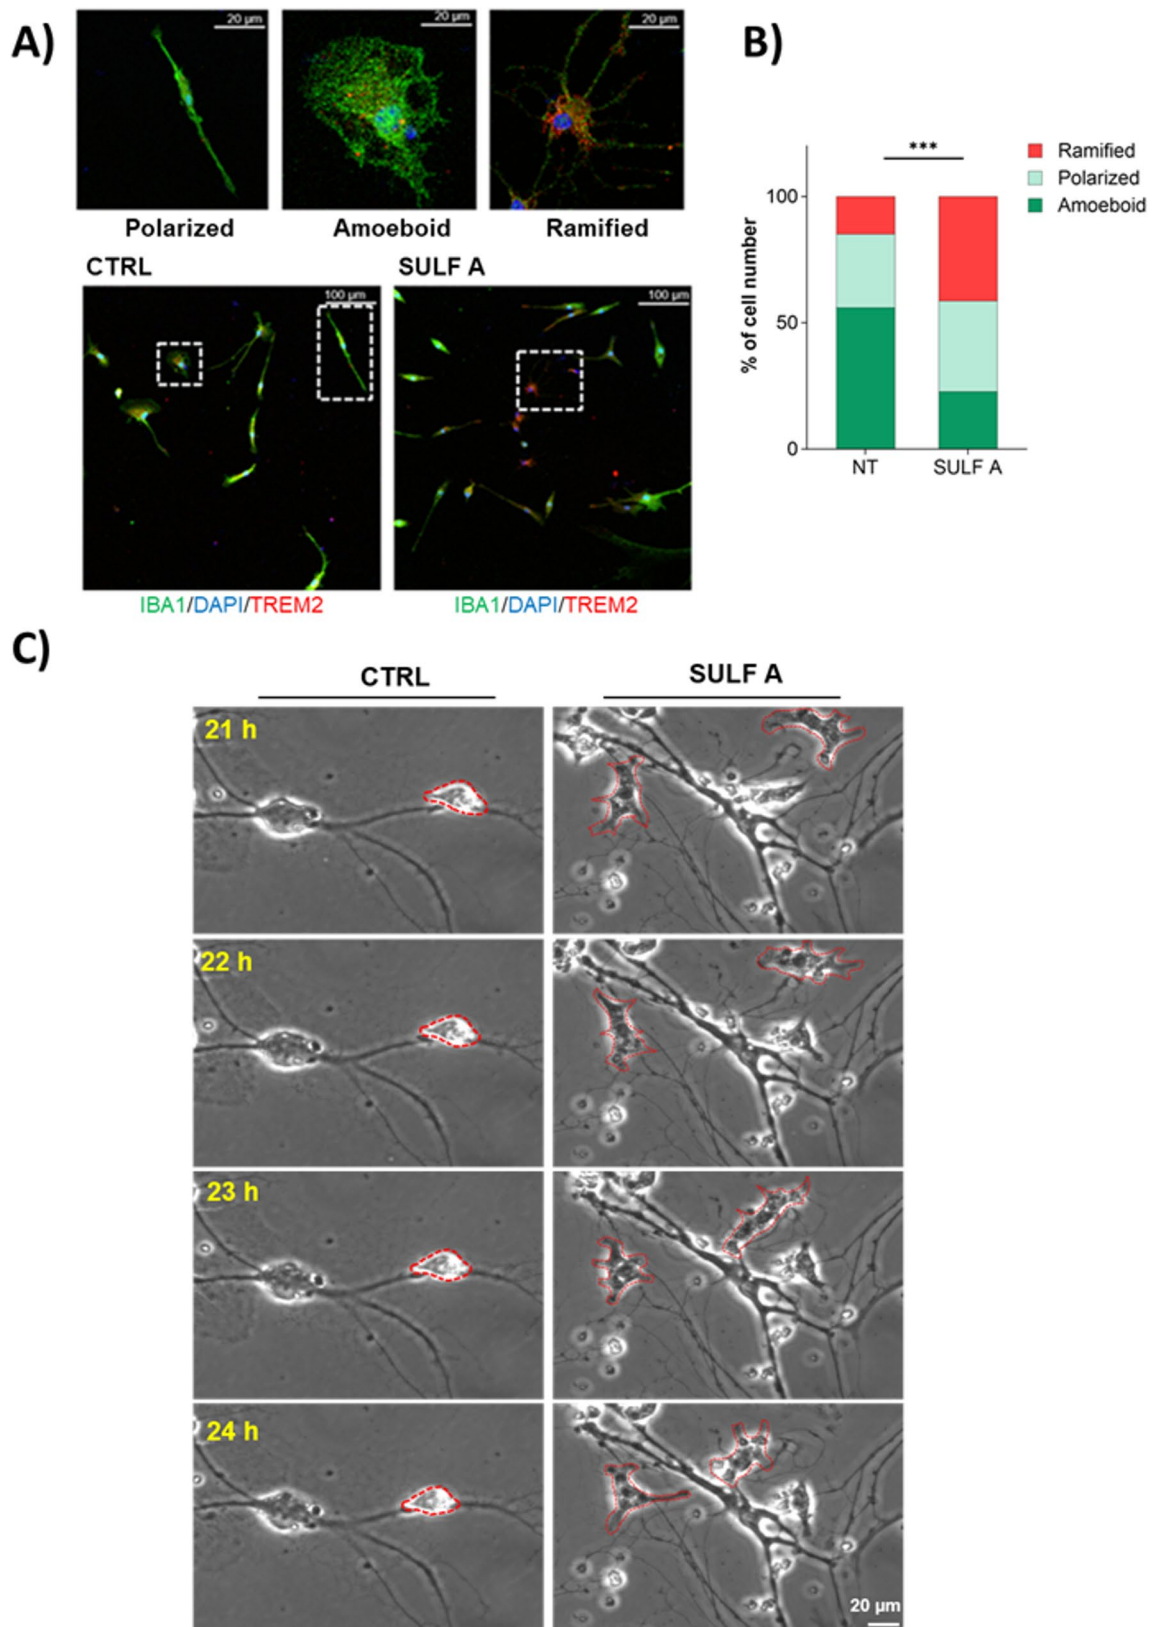 A)
20 µm
20 µm
20 µm
Polarized
Amoeboid
Ramified
CTRL
SULF A
100 µm
100 µm
IBA1/DAPI/TREM2
IBA1/DAPI/TREM2
B)
***
Ramified
Polarized
Amoeboid
% of cell number
100
50
0
NT
SULF A
C)
CTRL
SULF A
21 h
22 h
23 h
24 h
20 µm